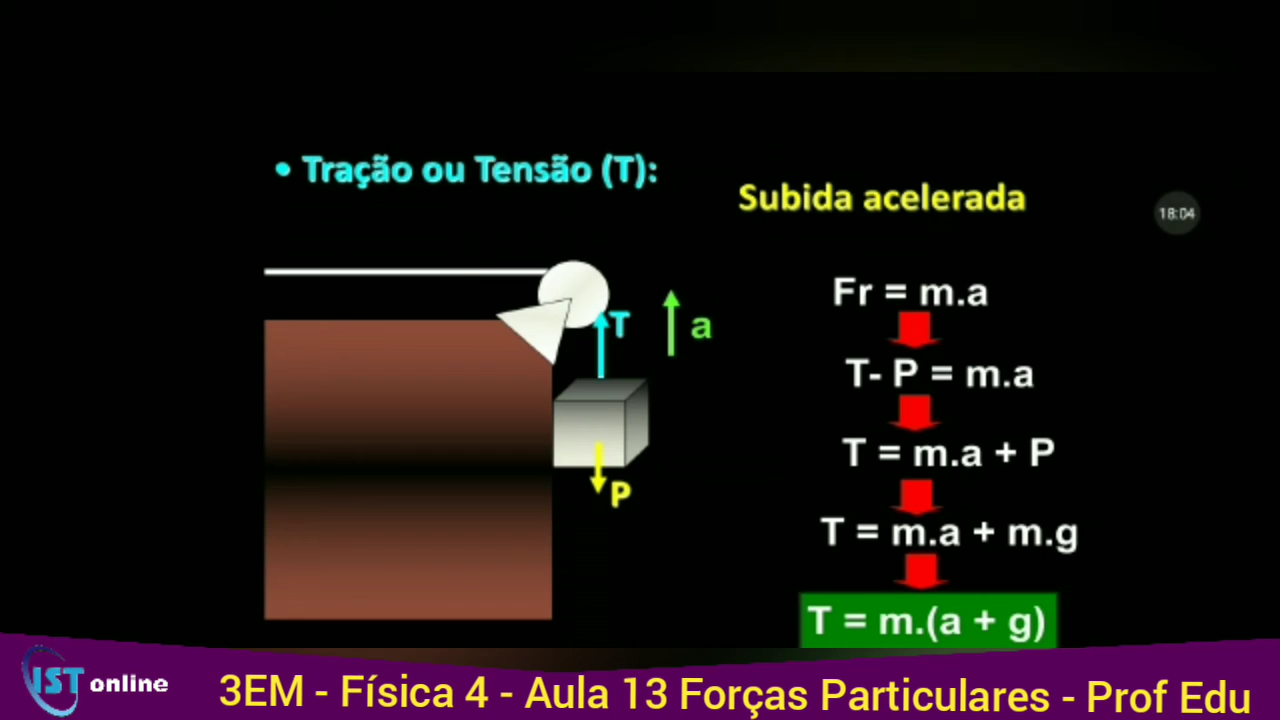 • Tração ou Tensão (T):
Subida acelerada
18:04
Fr = m.a
T
a
T- P = m.a
T = m.a + P
P
T = m.a + m.g
T = m.(a + g)
IST online
3EM - Física 4 - Aula 13 Forças Particulares - Prof Edu